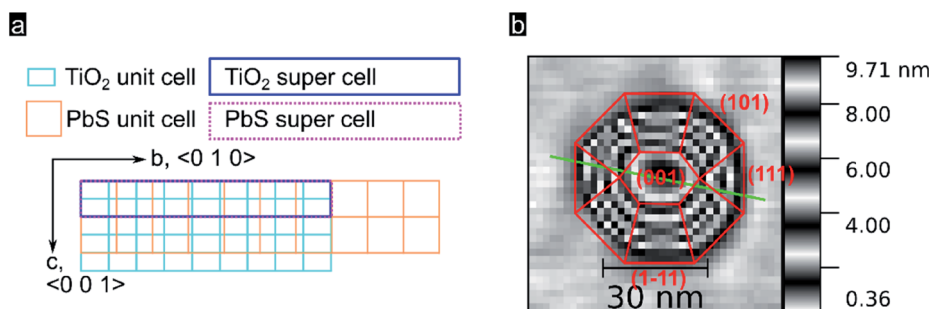 a
TiO₂ unit cell
TiO₂ super cell
PbS unit cell
PbS super cell
b, <0 1 0>
c,
<0 0 1>
b
9.71 nm
8.00
6.00
4.00
0.36
(101)
(111)
(001)
(1-11)
30 nm